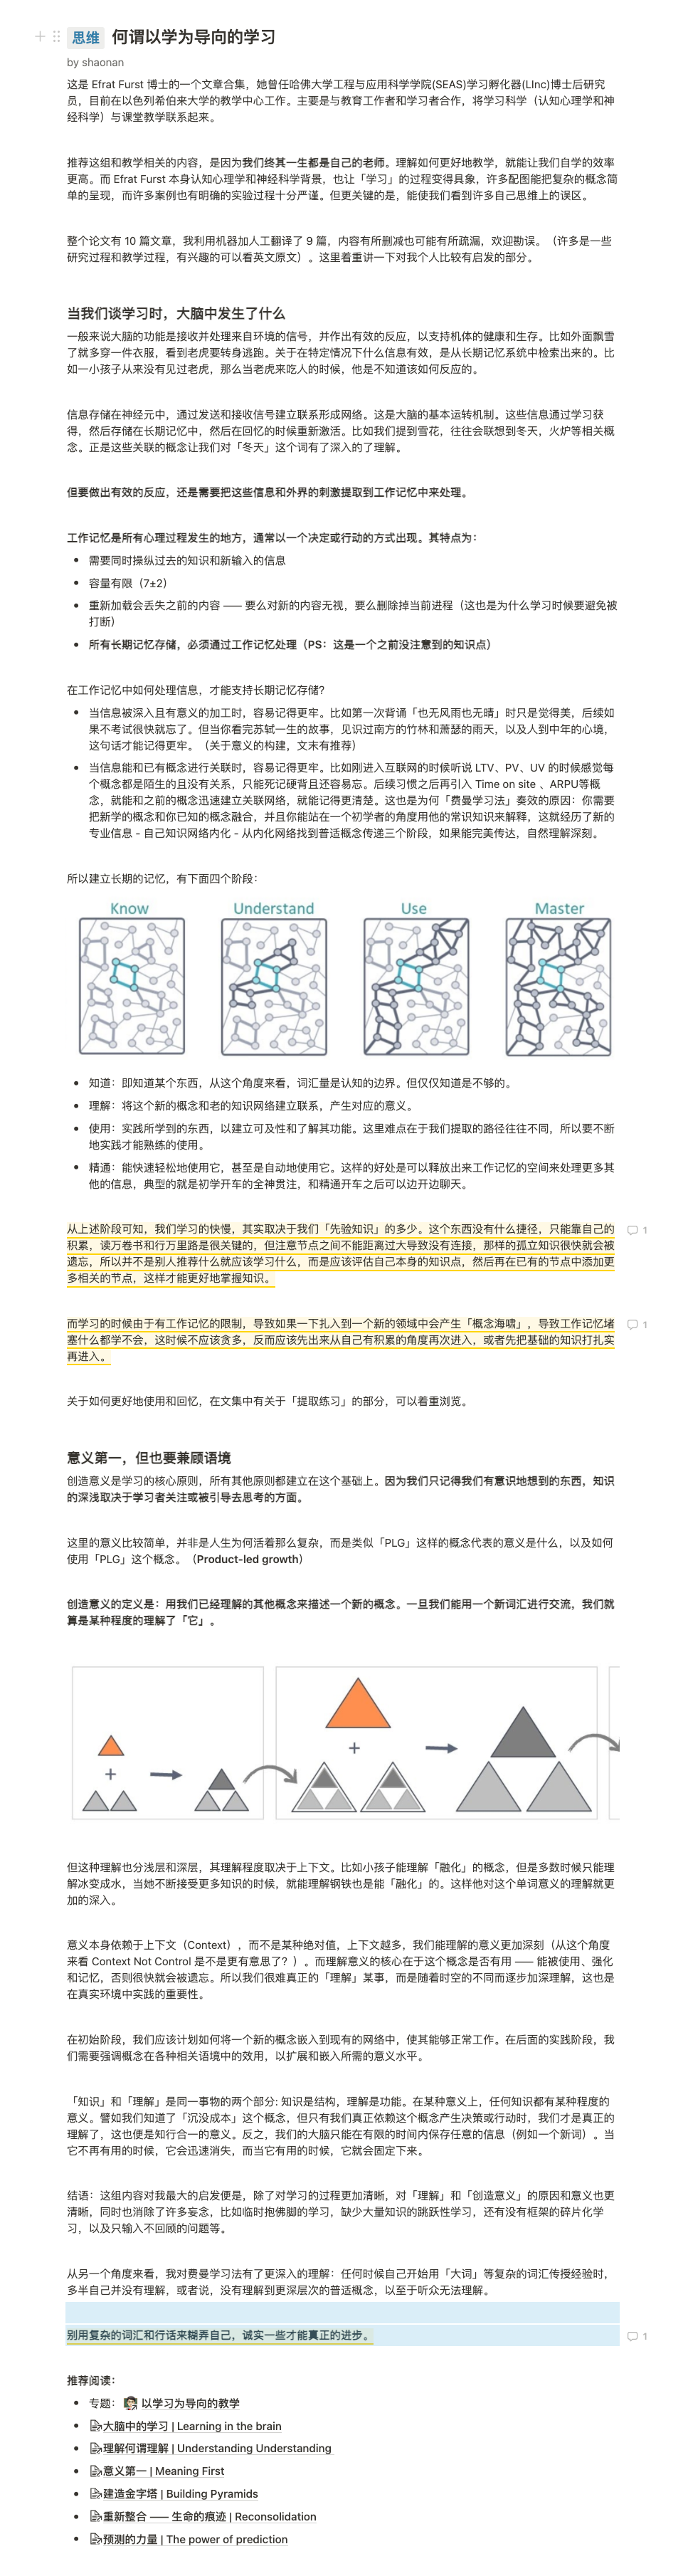 思维 何谓以学为导向的学习
by shaonan
这是 Efrat Furst 博士的一个文章合集，她曾任哈佛大学工程与应用科学学院(SEAS)学习孵化器(LInc)博士后研究
员，目前在以色列希伯来大学的教学中心工作。主要是与教育工作者和学习者合作，将学习科学（认知心理学和神
经科学）与课堂教学联系起来。
推荐这组和教学相关的内容，是因为我们终其一生都是自己的老师。理解如何更好地教学，就能让我们自学的效率
更高。而 Efrat Furst 本身认知心理学和神经科学背景，也让「学习」的过程变得具象，许多配图能把复杂的概念简
单的呈现，而许多案例也有明确的实验过程十分严谨。但更关键的是，能使我们看到许多自己思维上的误区。
整个论文有 10 篇文章，我利用机器加人工翻译了 9 篇，内容有所删减也可能有所疏漏，欢迎勘误。（许多是一些
研究过程和教学过程，有兴趣的可以看英文原文）。这里着重讲一下对我个人比较有启发的部分。
当我们谈学习时，大脑中发生了什么
一般来说大脑的功能是接收并处理来自环境的信号，并作出有效的反应，以支持机体的健康和生存。比如外面飘雪
了就多穿一件衣服，看到老虎要转身逃跑。关于在特定情况下什么信息有效，是从长期记忆系统中检索出来的。比
如一小孩子从来没有见过老虎，那么当老虎来吃人的时候，他是不知道该如何反应的。
信息存储在神经元中，通过发送和接收信号建立联系形成网络。这是大脑的基本运转机制。这些信息通过学习获
得，然后存储在长期记忆中，然后在回忆的时候重新激活。比如我们提到雪花，往往会联想到冬天，火炉等相关概
念。正是这些关联的概念让我们对「冬天」这个词有了深入的了理解。
但要做出有效的反应，还是需要把这些信息和外界的刺激提取到工作记忆中来处理。
工作记忆是所有心理过程发生的地方，通常以一个决定或行动的方式出现。其特点为：
需要同时操纵过去的知识和新输入的信息
容量有限（7±2）
重新加载会丢失之前的内容 —— 要么对新的内容无视，要么删除掉当前进程（这也是为什么学习时候要避免被
打断）
所有长期记忆存储，必须通过工作记忆处理（PS：这是一个之前没注意到的知识点）
在工作记忆中如何处理信息，才能支持长期记忆存储?
当信息被深入且有意义的加工时，容易记得更牢。比如第一次背诵「也无风雨也无晴」时只是觉得美，后续如
果不考试很快就忘了。但当你看完苏轼一生的故事，见识过南方的竹林和萧瑟的雨天，以及人到中年的心境，
这句话才能记得更牢。（关于意义的构建，文末有推荐）
当信息能和已有概念进行关联时，容易记得更牢。比如刚进入互联网的时候听说 LTV、PV、UV 的时候感觉每
个概念都是陌生的且没有关系，只能死记硬背且还容易忘。后续习惯之后再引入 Time on site 、ARPU等概
念，就能和之前的概念迅速建立关联网络，就能记得更清楚。这也是为何「费曼学习法」奏效的原因：你需要
把新学的概念和你已知的概念融合，并且你能站在一个初学者的角度用他的常识知识来解释，这就经历了新的
专业信息 - 自己知识网络内化 - 从内化网络找到普适概念传递三个阶段，如果能完美传达，自然理解深刻。
所以建立长期的记忆，有下面四个阶段：
Know Understand Use Master
知道：即知道某个东西，从这个角度来看，词汇量是认知的边界。但仅仅知道是不够的。
理解：将这个新的概念和老的知识网络建立联系，产生对应的意义。
使用：实践所学到的东西，以建立可及性和了解其功能。这里难点在于我们提取的路径往往不同，所以要不断
地实践才能熟练的使用。
精通：能快速轻松地使用它，甚至是自动地使用它。这样的好处是可以释放出来工作记忆的空间来处理更多其
他的信息，典型的就是初学开车的全神贯注，和精通开车之后可以边开边聊天。
从上述阶段可知，我们学习的快慢，其实取决于我们「先验知识」的多少。这个东西没有什么捷径，只能靠自己的
积累，读万卷书和行万里路是很关键的，但注意节点之间不能距离过大导致没有连接，那样的孤立知识很快就会被
遗忘，所以并不是别人推荐什么就应该学习什么，而是应该评估自己本身的知识点，然后再在已有的节点中添加更
多相关的节点，这样才能更好地掌握知识。
1
而学习的时候由于有工作记忆的限制，导致如果一下扎入到一个新的领域中会产生「概念海啸」，导致工作记忆堵
塞什么都学不会，这时候不应该贪多，反而应该先出来从自己有积累的角度再次进入，或者先把基础的知识打扎实
再进入。
1
关于如何更好地使用和回忆，在文集中有关于「提取练习」的部分，可以着重浏览。
意义第一，但也要兼顾语境
创造意义是学习的核心原则，所有其他原则都建立在这个基础上。因为我们只记得我们有意识地想到的东西，知识
的深浅取决于学习者关注或被引导去思考的方面。
这里的意义比较简单，并非是人生为何活着那么复杂，而是类似「PLG」这样的概念代表的意义是什么，以及如何
使用「PLG」这个概念。（Product-led growth）
创造意义的定义是：用我们已经理解的其他概念来描述一个新的概念。一旦我们能用一个新词汇进行交流，我们就
算是某种程度的理解了「它」。
但这种理解也分浅层和深层，其理解程度取决于上下文。比如小孩子能理解「融化」的概念，但是多数时候只能理
解冰变成水，当她不断接受更多知识的时候，就能理解钢铁也是能「融化」的。这样他对这个单词意义的理解就更
加的深入。
意义本身依赖于上下文（Context），而不是某种绝对值，上下文越多，我们能理解的意义更加深刻（从这个角度
来看 Context Not Control 是不是更有意思了？）。而理解意义的核心在于这个概念是否有用 —— 能被使用、强化
和记忆，否则很快就会被遗忘。所以我们很难真正的「理解」某事，而是随着时空的不同而逐步加深理解，这也是
在真实环境中实践的重要性。
在初始阶段，我们应该计划如何将一个新的概念嵌入到现有的网络中，使其能够正常工作。在后面的实践阶段，我
们需要强调概念在各种相关语境中的效用，以扩展和嵌入所需的意义水平。
「知识」和「理解」是同一事物的两个部分: 知识是结构，理解是功能。在某种意义上，任何知识都有某种程度的
意义。譬如我们知道了「沉没成本」这个概念，但只有我们真正依赖这个概念产生决策或行动时，我们才是真正的
理解了，这也便是知行合一的意义。反之，我们的大脑只能在有限的时间内保存任意的信息（例如一个新词）。当
它不再有用的时候，它会迅速消失，而当它有用的时候，它就会固定下来。
结语：这组内容对我最大的启发便是，除了对学习的过程更加清晰，对「理解」和「创造意义」的原因和意义也更
清晰，同时也消除了许多妄念，比如临时抱佛脚的学习，缺少大量知识的跳跃性学习，还有没有框架的碎片化学
习，以及只输入不回顾的问题等。
从另一个角度来看，我对费曼学习法有了更深入的理解：任何时候自己开始用「大词」等复杂的词汇传授经验时，
多半自己并没有理解，或者说，没有理解到更深层次的普适概念，以至于听众无法理解。
别用复杂的词汇和行话来糊弄自己，诚实一些才能真正的进步。
1
推荐阅读：
专题： 以学习为导向的教学
大脑中的学习 | Learning in the brain
理解何谓理解 | Understanding Understanding
意义第一 | Meaning First
建造金字塔 | Building Pyramids
重新整合 —— 生命的痕迹 | Reconsolidation
预测的力量 | The power of prediction